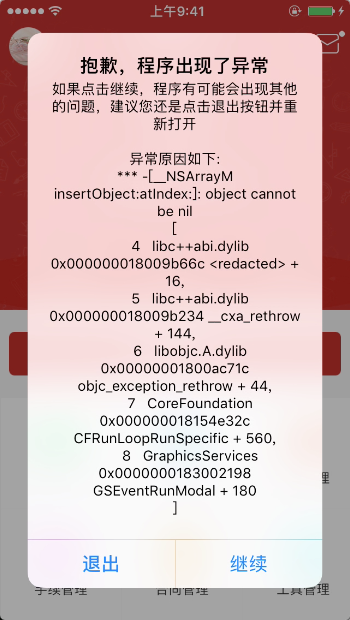 上午9:41
抱歉，程序出现了异常
如果点击继续，程序有可能会出现其他
的问题，建议您还是点击退出按钮并重
新打开
异常原因如下:
*** -[__NSArrayM
insertObject:atIndex:]: object cannot
be nil
[
4 libc++abi.dylib
0x000000018009b66c <redacted> +
16,
5 libc++abi.dylib
0x000000018009b234 __cxa_rethrow
+ 144,
6 libobjc.A.dylib
0x00000001800ac71c
objc_exception_rethrow + 44,
7 CoreFoundation
0x000000018154e32c
CFRunLoopRunSpecific + 560,
8 GraphicsServices
0x0000000183002198
GSEventRunModal + 180
]
理
退出 继续
手续管理 合同管理 工具管理